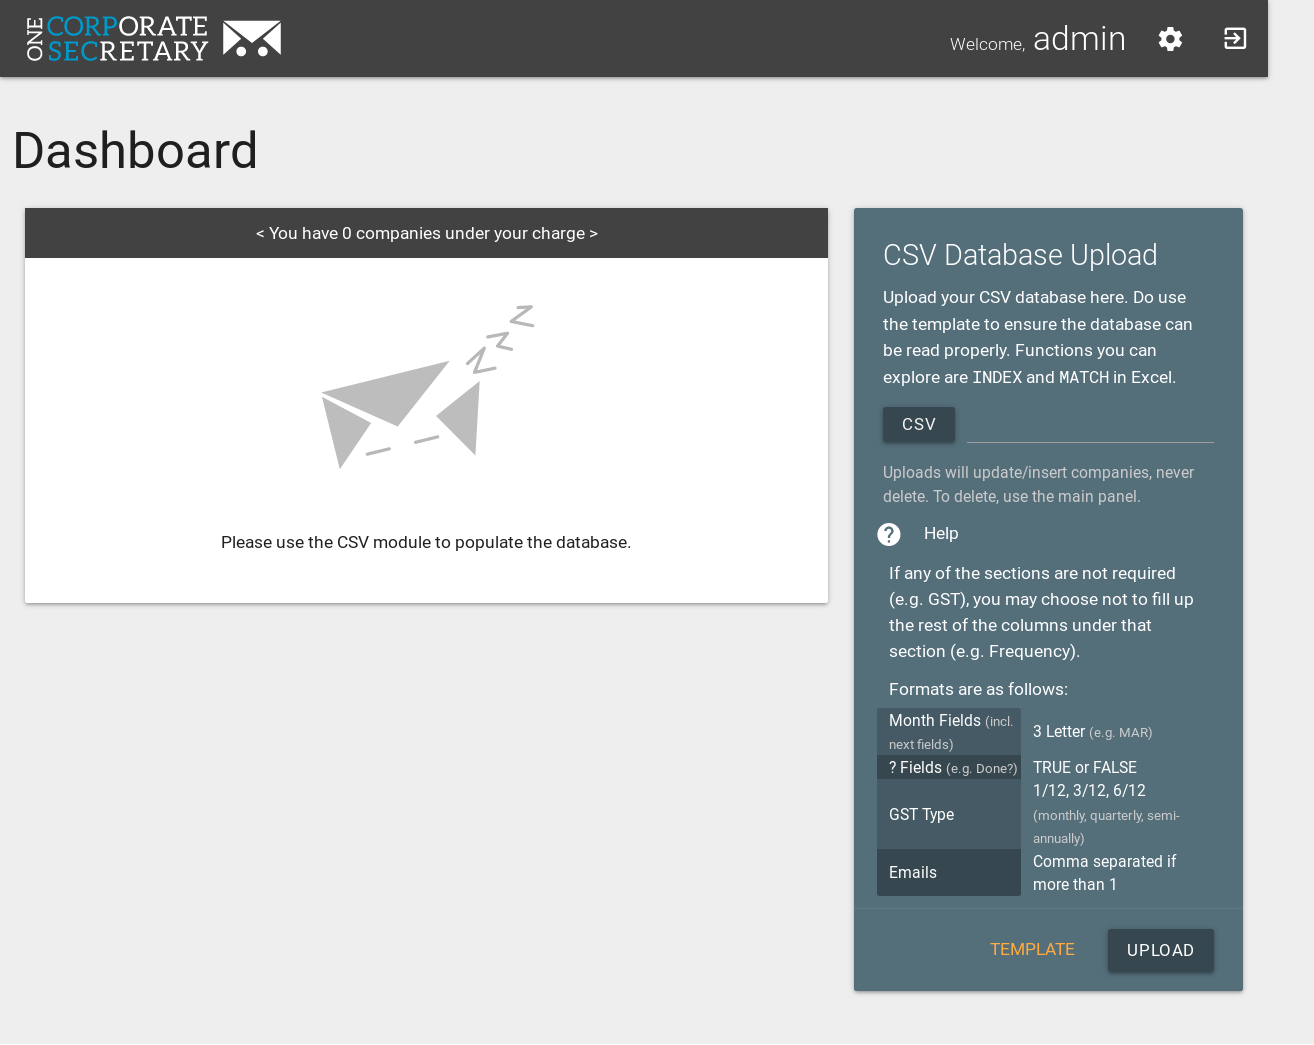 ONE CORPORATE
SECRETARY
Welcome, admin
Dashboard
< You have 0 companies under your charge >
Z Z Z
Please use the CSV module to populate the database.
CSV Database Upload
Upload your CSV database here. Do use
the template to ensure the database can
be read properly. Functions you can
explore are INDEX and MATCH in Excel.
CSV
Uploads will update/insert companies, never
delete. To delete, use the main panel.
? Help
If any of the sections are not required
(e.g. GST), you may choose not to fill up
the rest of the columns under that
section (e.g. Frequency).
Formats are as follows:
Month Fields (incl.
next fields)
3 Letter (e.g. MAR)
? Fields (e.g. Done?)
TRUE or FALSE
GST Type
1/12, 3/12, 6/12
(monthly, quarterly, semi-
annually)
Emails
Comma separated if
more than 1
TEMPLATE
UPLOAD